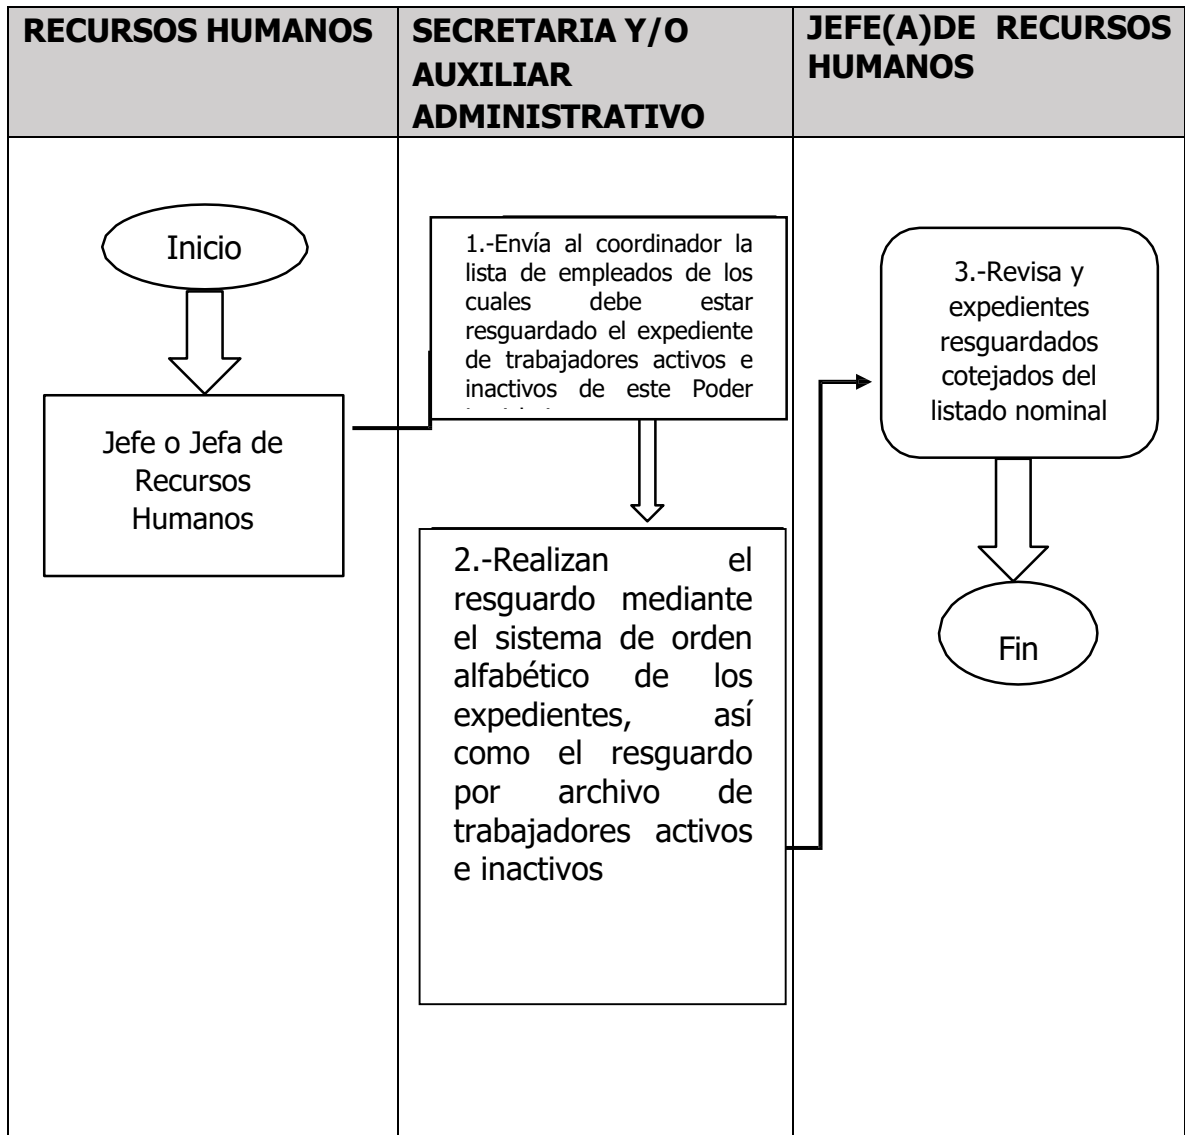 RECURSOS HUMANOS
SECRETARIA Y/O
AUXILIAR
ADMINISTRATIVO
JEFE(A)DE RECURSOS
HUMANOS
Inicio
Jefe o Jefa de
Recursos
Humanos
1.-Envía al coordinador la
lista de empleados de los
cuales debe estar
resguardado el expediente
de trabajadores activos e
inactivos de este Poder
2.-Realizan el
resguardo mediante
el sistema de orden
alfabético de los
expedientes, así
como el resguardo
por archivo de
trabajadores activos
e inactivos
3.-Revisa y
expedientes
resguardados
cotejados del
listado nominal
Fin